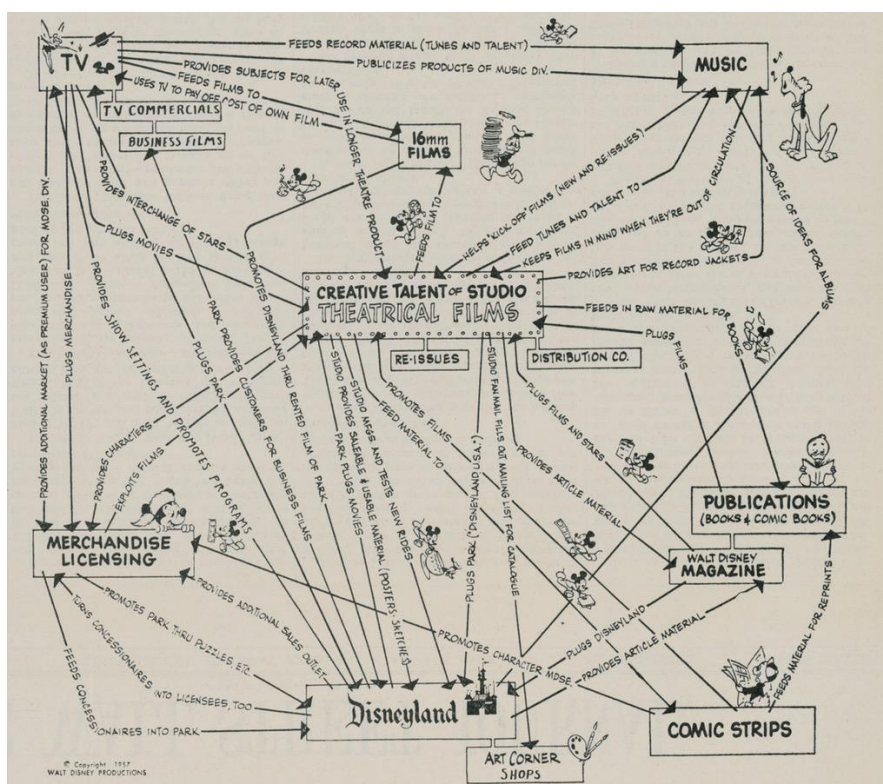 TV
TV COMMERCIALS
BUSINESS FILMS
FEEDS RECORD MATERIAL (TUNES AND TALENT)
PUBLICIZES PRODUCTS OF MUSIC DIV.
MUSIC
PROVIDES SUBJECTS FOR LATER USE IN LONGER THEATRE PRODUCT
FEEDS FILMS TO
USES TV TO PAY OFF COST OF OWN FILM
16mm
FILMS
FEEDS FILM TO
PROVIDES INTERCHANGE OF STARS
PLUGS MOVIES
HELPS "KICK OFF" FILMS (NEW AND RE-ISSUES)
FEED TUNES AND TALENT TO
KEEPS FILMS IN MIND WHEN THEY'RE OUT OF CIRCULATION
PROVIDES ART FOR RECORD JACKETS
SOURCE OF IDEAS FOR ALBUMS
CREATIVE TALENT OF STUDIO
THEATRICAL FILMS
RE-ISSUES
DISTRIBUTION CO.
FEEDS IN RAW MATERIAL FOR BOOKS
PLUGS FILMS
PROVIDES ADDITIONAL MARKET (AS PREMIUM USER) FOR MDSE. DIV.
PLUGS MERCHANDISE
PROVIDES SHOW SETTINGS AND PROMOTES PROGRAMS
PLUGS PARK
PARK PROVIDES CUSTOMERS FOR BUSINESS FILMS
PROMOTES DISNEYLAND THRU RENTED FILM OF PARK
PROVIDES CHARACTERS
EXPLOITS FILMS
PARK PLUGS MOVIES
STUDIO PROVIDES SALEABLE & USABLE MATERIAL (POSTERS-SKETCHES)
STUDIO MFGS AND TESTS NEW RIDES
FEED MATERIAL TO
PROMOTES FILMS
PLUGS PARK ("DISNEYLAND U.S.A.")
STUDIO FAN MAIL FILLS OUT MAILING LIST FOR CATALOGUE
PROVIDES ARTICLE MATERIAL
PLUGS FILMS AND STARS
PUBLICATIONS
(BOOKS & COMIC BOOKS)
WALT DISNEY
MAGAZINE
MERCHANDISE
LICENSING
PROVIDES ADDITIONAL SALES OUTLET
PROMOTES PARK THRU PUZZLES, ETC.
TURNS CONCESSIONAIRES INTO LICENSEES, TOO
FEEDS CONCESSIONAIRES INTO PARK
PROMOTES CHARACTER MDSE.
PLUGS DISNEYLAND
PROVIDES ARTICLE MATERIAL
FEEDS MATERIAL FOR REPRINTS
Disneyland
COMIC STRIPS
ART CORNER
SHOPS
© Copyright 1957
WALT DISNEY PRODUCTIONS